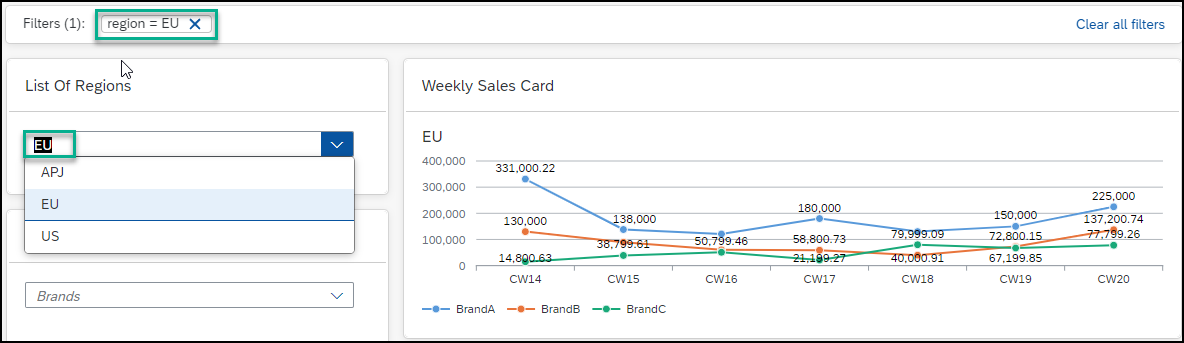 Filters (1): region = EU Clear all filters
List Of Regions
EU
APJ
EU
US
Brands
Weekly Sales Card
EU
400,000
300,000
200,000
100,000
0
331,000.22
225,000
180,000
150,000
138,000
130,000
137,200.74
79,999.09
72,800.15
77,799.26
38,799.61
50,799.46
58,800.73
14,800.63
21,199.27
40,000.91
67,199.85
CW14 CW15 CW16 CW17 CW18 CW19 CW20
BrandA BrandB BrandC